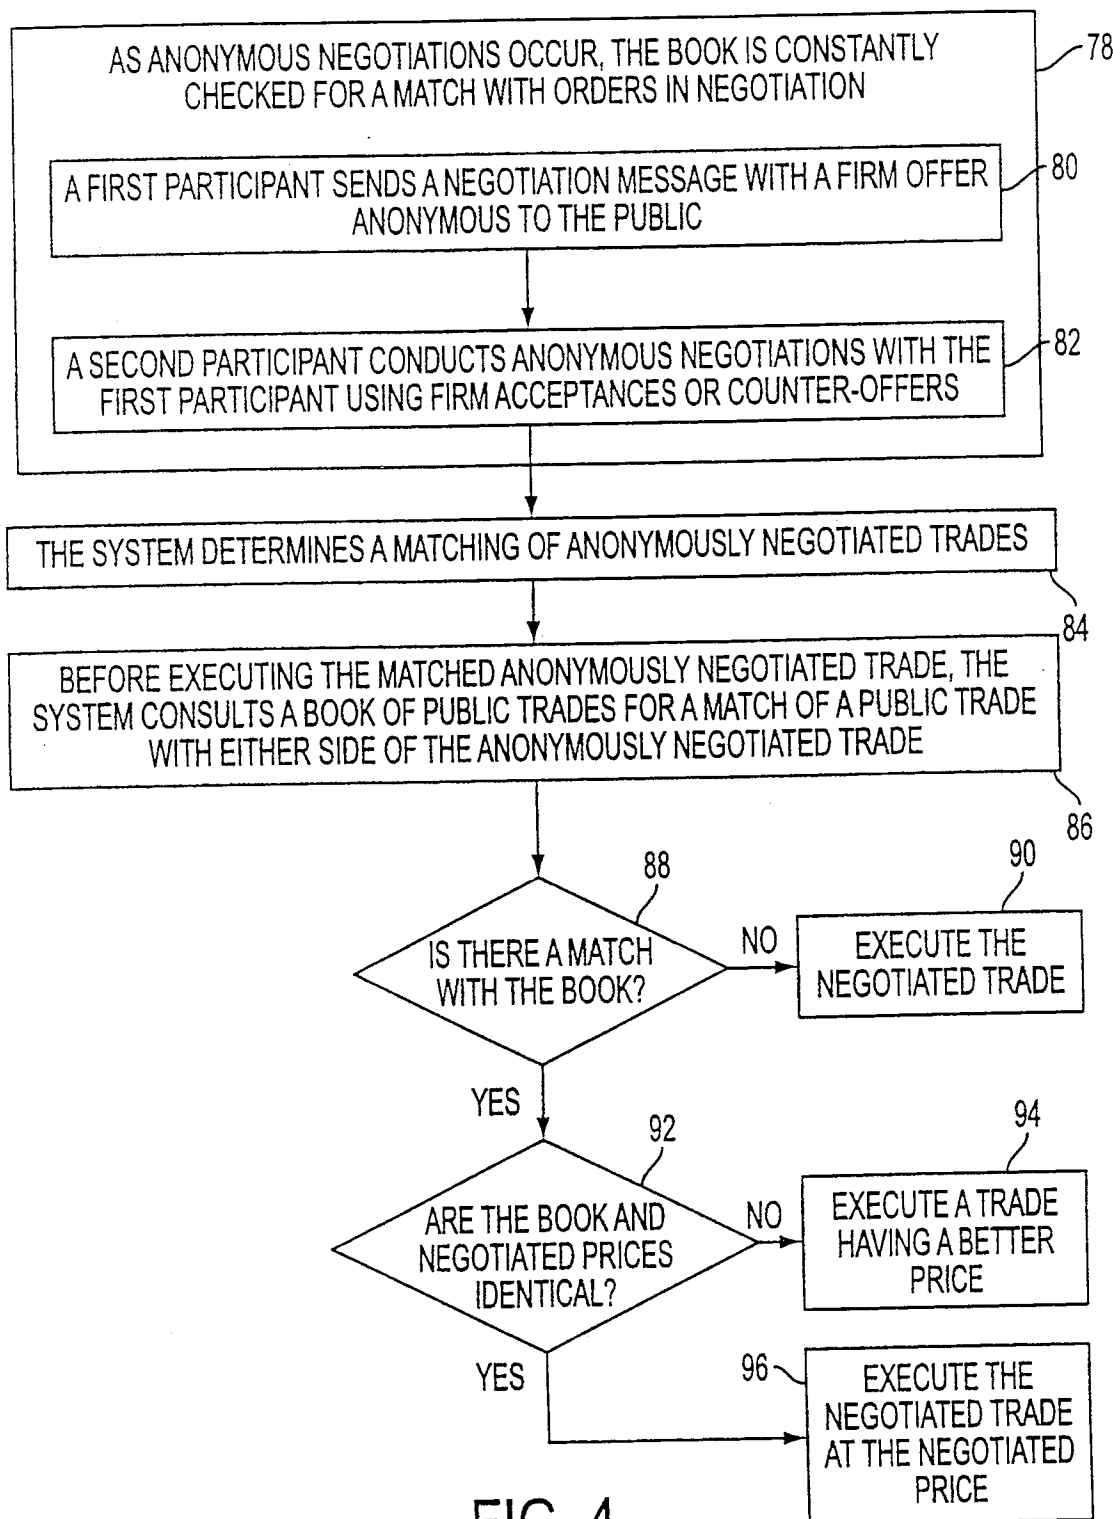 AS ANONYMOUS NEGOTIATIONS OCCUR, THE BOOK IS CONSTANTLY
CHECKED FOR A MATCH WITH ORDERS IN NEGOTIATION
78
A FIRST PARTICIPANT SENDS A NEGOTIATION MESSAGE WITH A FIRM OFFER
ANONYMOUS TO THE PUBLIC
80
A SECOND PARTICIPANT CONDUCTS ANONYMOUS NEGOTIATIONS WITH THE
FIRST PARTICIPANT USING FIRM ACCEPTANCES OR COUNTER-OFFERS
82
THE SYSTEM DETERMINES A MATCHING OF ANONYMOUSLY NEGOTIATED TRADES
84
BEFORE EXECUTING THE MATCHED ANONYMOUSLY NEGOTIATED TRADE, THE
SYSTEM CONSULTS A BOOK OF PUBLIC TRADES FOR A MATCH OF A PUBLIC TRADE
WITH EITHER SIDE OF THE ANONYMOUSLY NEGOTIATED TRADE
86
88
IS THERE A MATCH
WITH THE BOOK?
NO
90
EXECUTE THE
NEGOTIATED TRADE
YES
92
ARE THE BOOK AND
NEGOTIATED PRICES
IDENTICAL?
NO
94
EXECUTE A TRADE
HAVING A BETTER
PRICE
YES
96
EXECUTE THE
NEGOTIATED TRADE
AT THE NEGOTIATED
PRICE
FIG. 4